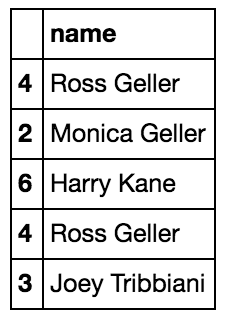 name
4 Ross Geller
2 Monica Geller
6 Harry Kane
4 Ross Geller
3 Joey Tribbiani